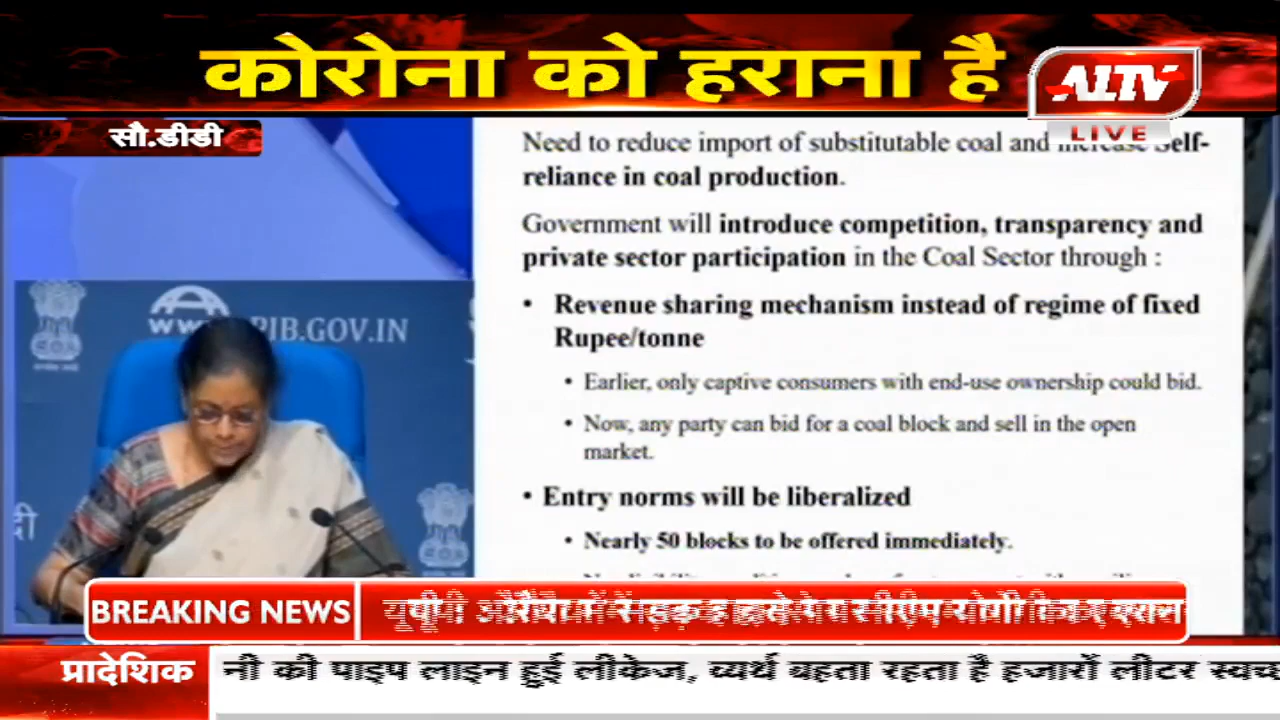 कोरोना को हराना है
ALTV
LIVE
सौ.डीडी
Need to reduce import of substitutable coal and increase Self-
reliance in coal production.
Government will introduce competition, transparency and
private sector participation in the Coal Sector through :
• Revenue sharing mechanism instead of regime of fixed
Rupee/tonne
• Earlier, only captive consumers with end-use ownership could bid.
• Now, any party can bid for a coal block and sell in the open
market.
• Entry norms will be liberalized
• Nearly 50 blocks to be offered immediately.
PIB.GOV.IN
BREAKING NEWS
प्रादेशिक
नी की पाइप लाइन हुई लीकेज, व्यर्थ बहता रहता है हजारों लीटर स्वच्छ